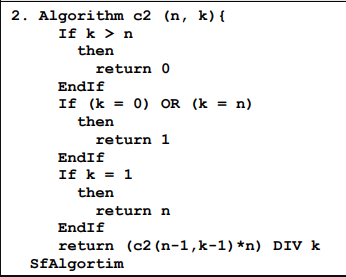 2. Algorithm c2 (n, k){
If k > n
then
return 0
EndIf
If (k = 0) OR (k = n)
then
return 1
EndIf
If k = 1
then
return n
EndIf
return (c2(n-1,k-1)*n) DIV k
SfAlgortim